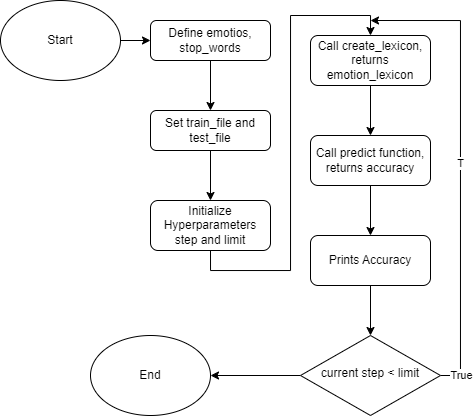 Start
Define emotios,
stop_words
Set train_file and
test_file
Initialize
Hyperparameters
step and limit
Call create_lexicon,
returns
emotion_lexicon
Call predict function,
returns accuracy
Prints Accuracy
current step < limit
True
T
End